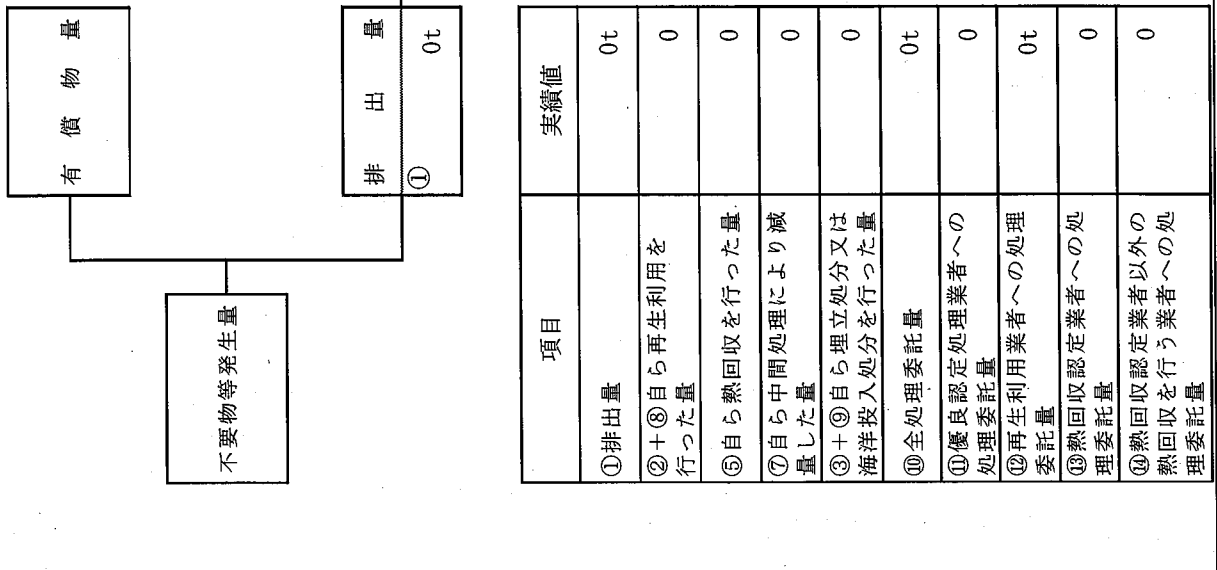 有償物量
不要物等発生量
排出量
① 0t
項目 実績値
①排出量 0t
②+⑧自ら再生利用を
行った量 0
⑤自ら熱回収を行った量 0
⑦自ら中間処理により減
量した量 0
③+⑨自ら埋立処分又は
海洋投入処分を行った量 0
⑩全処理委託量 0t
⑪優良認定処理業者への
処理委託量 0
⑫再生利用業者への処理
委託量 0t
⑬熱回収認定業者への処
理委託量 0
⑭熱回収認定業者以外の
熱回収を行う業者への処
理委託量 0